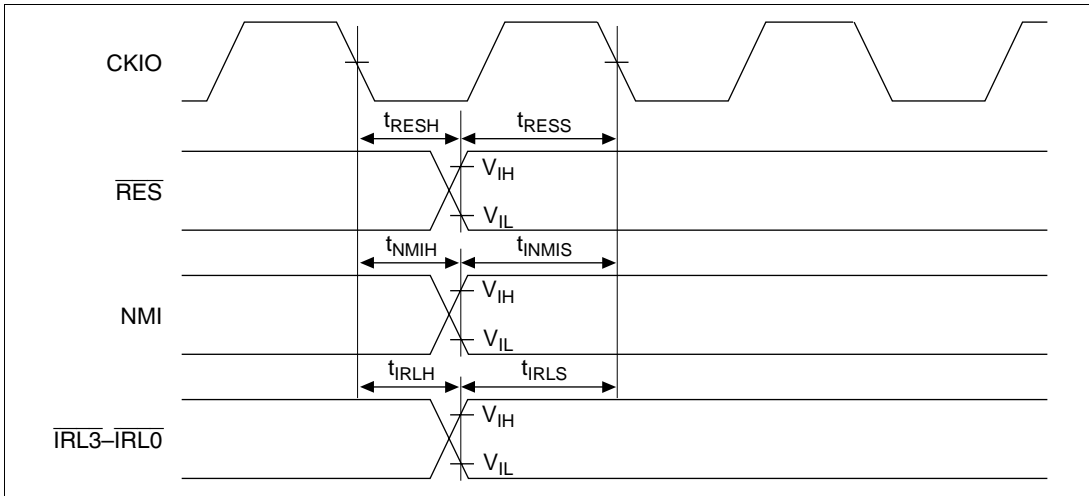 CKIO
tRESH tRESS
RES
VIH
VIL
tNMIH tINMIS
NMI
VIH
VIL
tIRLH tIRLS
IRL3–IRL0
VIH
VIL